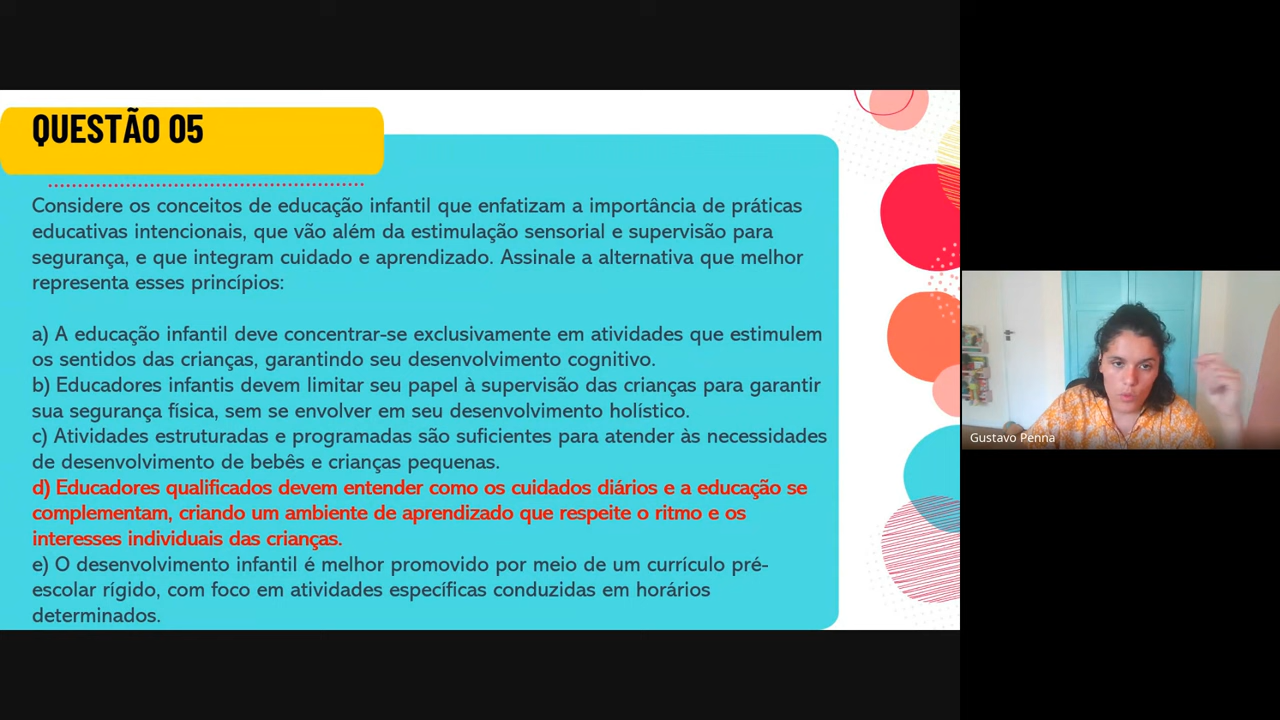 QUESTÃO 05
Considere os conceitos de educação infantil que enfatizam a importância de práticas
educativas intencionais, que vão além da estimulação sensorial e supervisão para
segurança, e que integram cuidado e aprendizado. Assinale a alternativa que melhor
representa esses princípios:
a) A educação infantil deve concentrar-se exclusivamente em atividades que estimulem
os sentidos das crianças, garantindo seu desenvolvimento cognitivo.
b) Educadores infantis devem limitar seu papel à supervisão das crianças para garantir
sua segurança física, sem se envolver em seu desenvolvimento holístico.
c) Atividades estruturadas e programadas são suficientes para atender às necessidades
de desenvolvimento de bebês e crianças pequenas.
d) Educadores qualificados devem entender como os cuidados diários e a educação se
complementam, criando um ambiente de aprendizado que respeite o ritmo e os
interesses individuais das crianças.
e) O desenvolvimento infantil é melhor promovido por meio de um currículo pré-
escolar rígido, com foco em atividades específicas conduzidas em horários
determinados.
Gustavo Penna